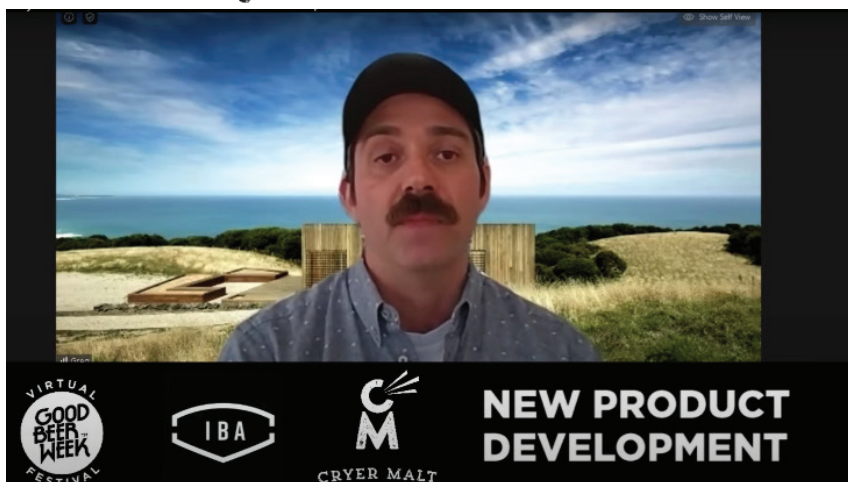 Show Self View
Greg
VIRTUAL
GOOD
BEER
WEEK
FESTIVAL
IBA
CM
CRYER MALT
NEW PRODUCT
DEVELOPMENT